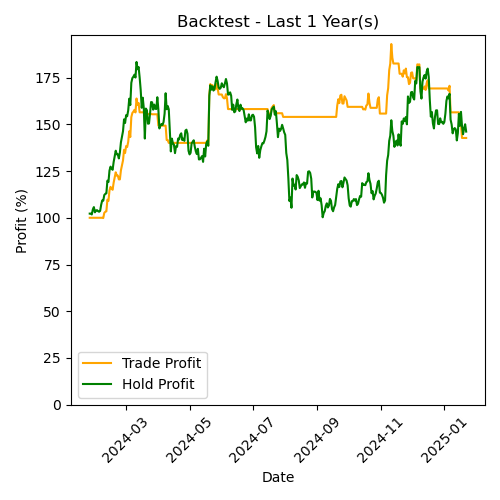 Backtest - Last 1 Year(s)
Profit (%)
175
150
125
100
75
50
25
0
Trade Profit
Hold Profit
2024-03
2024-05
2024-07
2024-09
2024-11
2025-01
Date